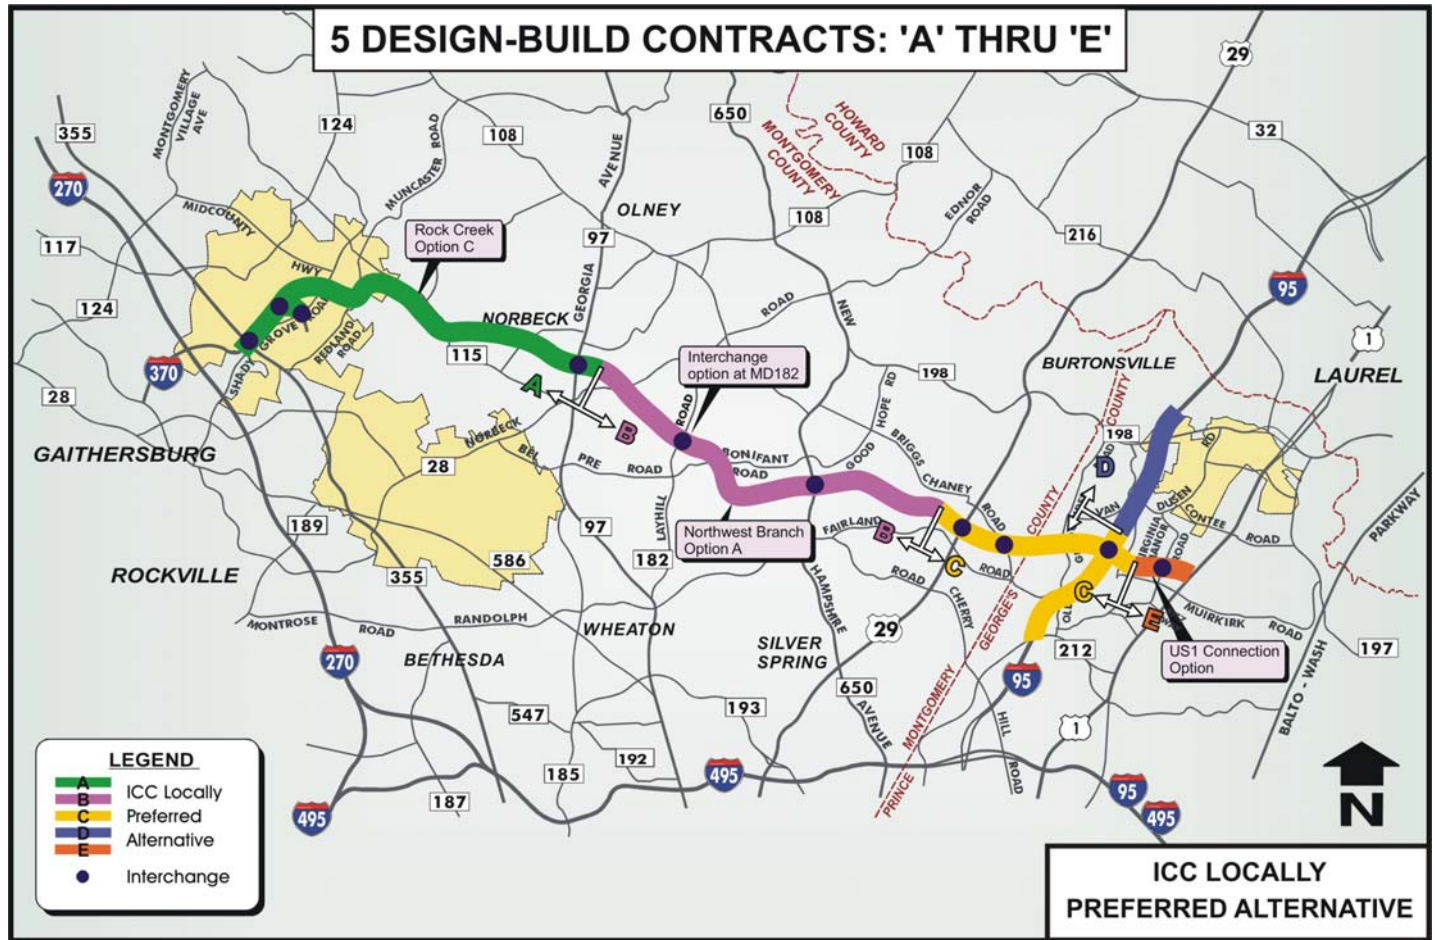 5 DESIGN-BUILD CONTRACTS: 'A' THRU 'E'
29
650
HOWARD
COUNTY
MONTGOMERY
COUNTY
MONTGOMERY
VILLAGE
AVE
355
124
108
32
108
270
MUNCASTER ROAD
AVENUE
EDNOR
ROAD
MIDCOUNTY
HWY
Rock Creek
Option C
OLNEY
108
97
216
117
95
124
GEORGIA
ROAD
NEW
NORBECK
1
GROVE ROAD
REDLAND
ROAD
SHADY
370
115
Interchange
option at MD182
198
BURTONSVILLE
LAUREL
28
A
B
ROAD
HOPE RD
GOOD
COUNTY
198
GAITHERSBURG
NORBECK
BEL
PRE
ROAD
BONIFANT
ROAD
BRIGGS
CHANEY
ROAD
D
RD
28
VAN
DUSEN
CONTEE
ROAD
PARKWAY
189
97
LAYHILL
Northwest Branch
Option A
FAIRLAND
ROAD
B
C
ROAD
COUNTY
586
182
ROCKVILLE
355
HAMPSHIRE
CHERRY
GEORGE'S
C
E
MUIRKIRK
ROAD
MONTROSE
ROAD
RANDOLPH
WHEATON
29
SILVER
SPRING
212
US1 Connection
Option
197
270
BETHESDA
95
650
AVENUE
MONTGOMERY
PRINCE
HILL
ROAD
1
BALTO - WASH
547
193
192
185
495
187
495
95
495
LEGEND
A
B
C
D
E
ICC Locally
Preferred
Alternative
Interchange
N
ICC LOCALLY
PREFERRED ALTERNATIVE